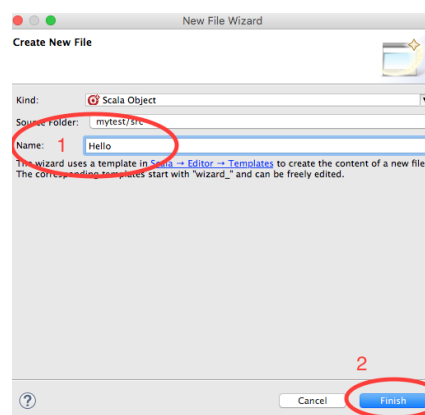 New File Wizard
Create New File
Kind: Scala Object
Source Folder: mytest/src
Name: 1 Hello
The wizard uses a template in Scala → Editor → Templates to create the content of a new file
The corresponding templates start with "wizard_" and can be freely edited.
2
? Cancel Finish